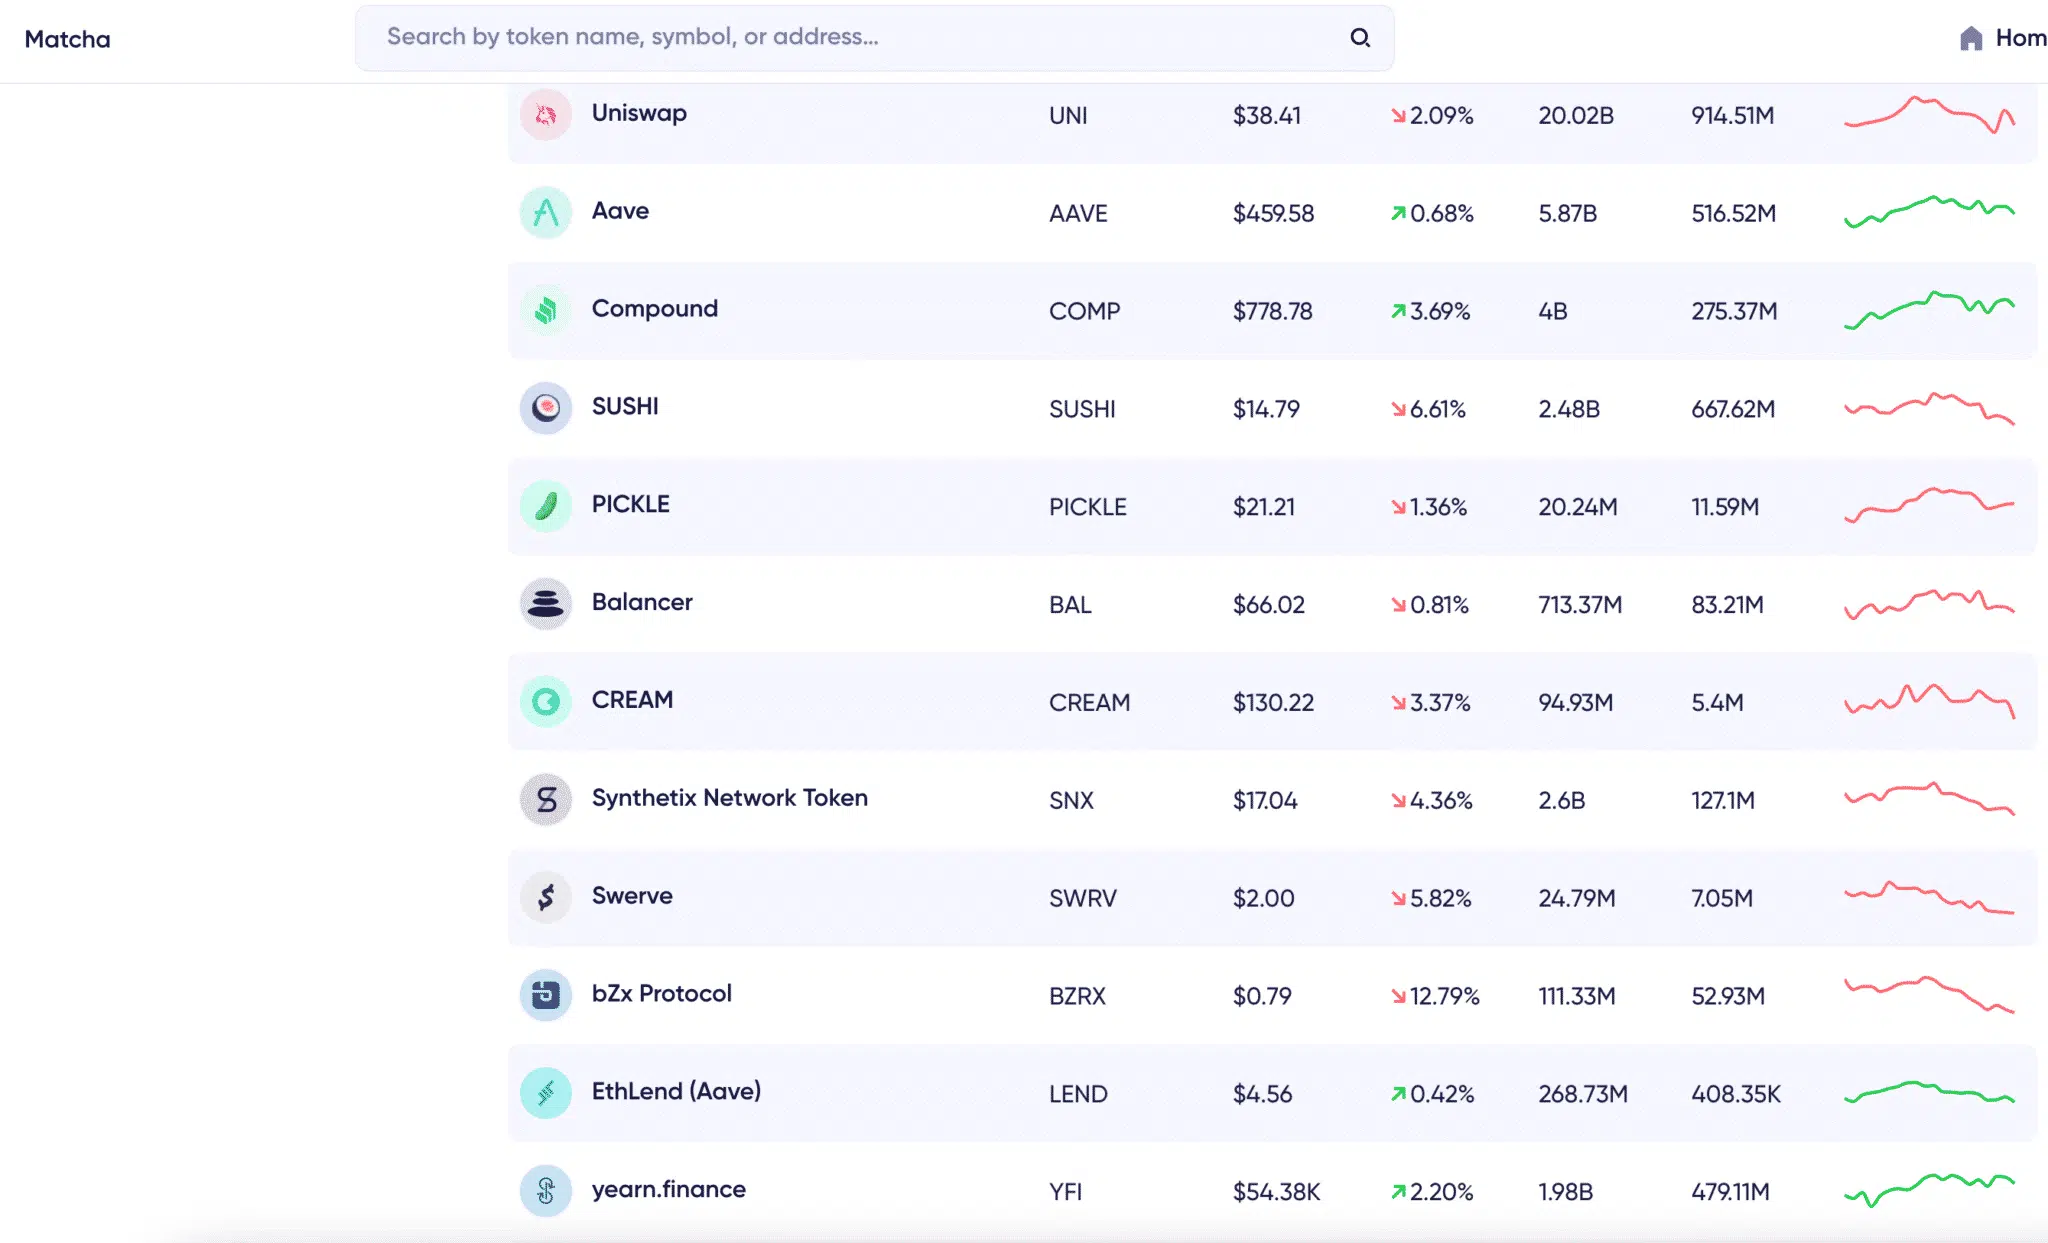 Matcha Search by token name, symbol, or address... Hom
Uniswap UNI $38.41 2.09% 20.02B 914.51M
Aave AAVE $459.58 0.68% 5.87B 516.52M
Compound COMP $778.78 3.69% 4B 275.37M
SUSHI SUSHI $14.79 6.61% 2.48B 667.62M
PICKLE PICKLE $21.21 1.36% 20.24M 11.59M
Balancer BAL $66.02 0.81% 713.37M 83.21M
CREAM CREAM $130.22 3.37% 94.93M 5.4M
Synthetix Network Token SNX $17.04 4.36% 2.6B 127.1M
Swerve SWRV $2.00 5.82% 24.79M 7.05M
bZx Protocol BZRX $0.79 12.79% 111.33M 52.93M
EthLend (Aave) LEND $4.56 0.42% 268.73M 408.35K
yearn.finance YFI $54.38K 2.20% 1.98B 479.11M